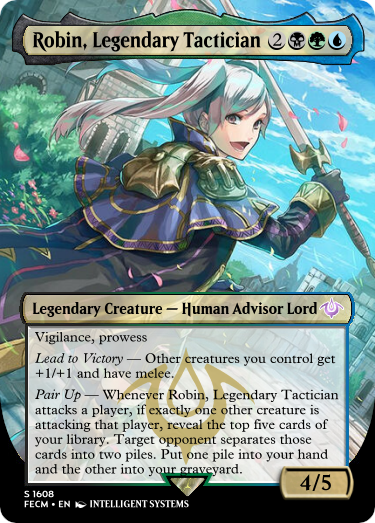 Robin, Legendary Tactician 2
Legendary Creature — Human Advisor Lord
Vigilance, prowess
Lead to Victory — Other creatures you control get
+1/+1 and have melee.
Pair Up — Whenever Robin, Legendary Tactician
attacks a player, if exactly one other creature is
attacking that player, reveal the top five cards of
your library. Target opponent separates those
cards into two piles. Put one pile into your hand
and the other into your graveyard.
4/5
S 1608
FECM • EN INTELLIGENT SYSTEMS